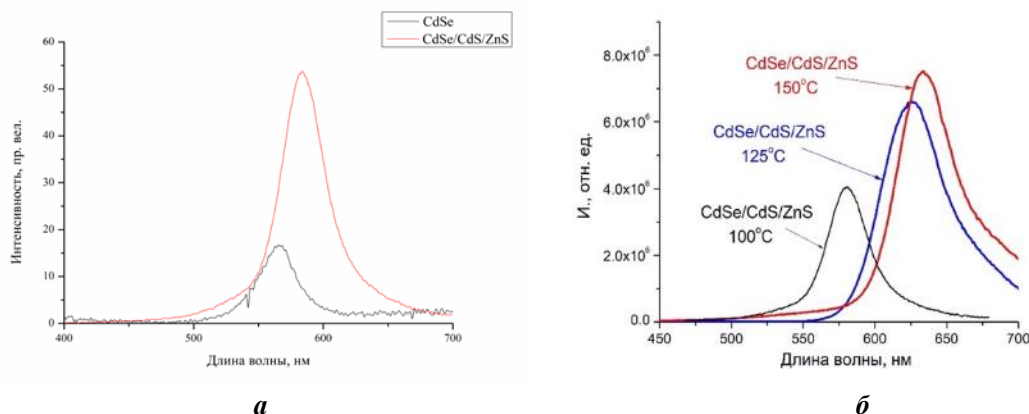 CdSe
CdSe/CdS/ZnS
60
50
40
30
20
10
0
400
500
600
700
Интенсивность, пр. вел.
Длина волны, нм
а
8.0x10⁶
6.0x10⁶
4.0x10⁶
2.0x10⁶
0.0
450
500
550
600
650
700
И., отн. ед.
Длина волны, нм
CdSe/CdS/ZnS
150°C
CdSe/CdS/ZnS
125°C
CdSe/CdS/ZnS
100°C
б